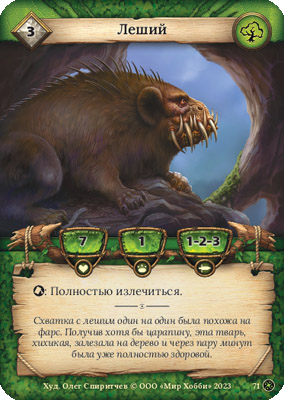 3
Леший
7
1
1-2-3
: Полностью излечиться.
3
Схватка с лешим один на один была похожа на
фарс. Получив хотя бы царапину, эта тварь,
хихикая, залезала на дерево и через пару минут
была уже полностью здоровой.
Худ. Олег Спиритчев © ООО «Мир Хобби» 2023
71